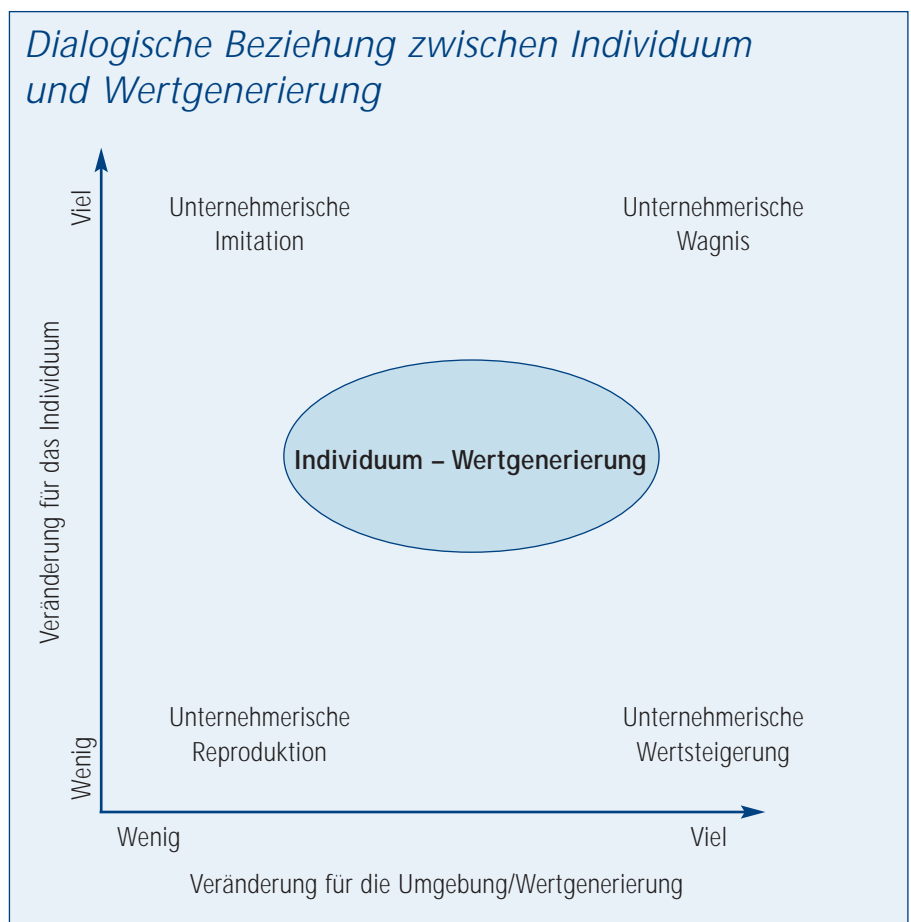 Dialogische Beziehung zwischen Individuum
und Wertgenerierung
Viel
Unternehmerische
Imitation
Unternehmerische
Wagnis
Veränderung für das Individuum
Individuum – Wertgenerierung
Unternehmerische
Reproduktion
Unternehmerische
Wertsteigerung
Wenig
Wenig
Viel
Veränderung für die Umgebung/Wertgenerierung